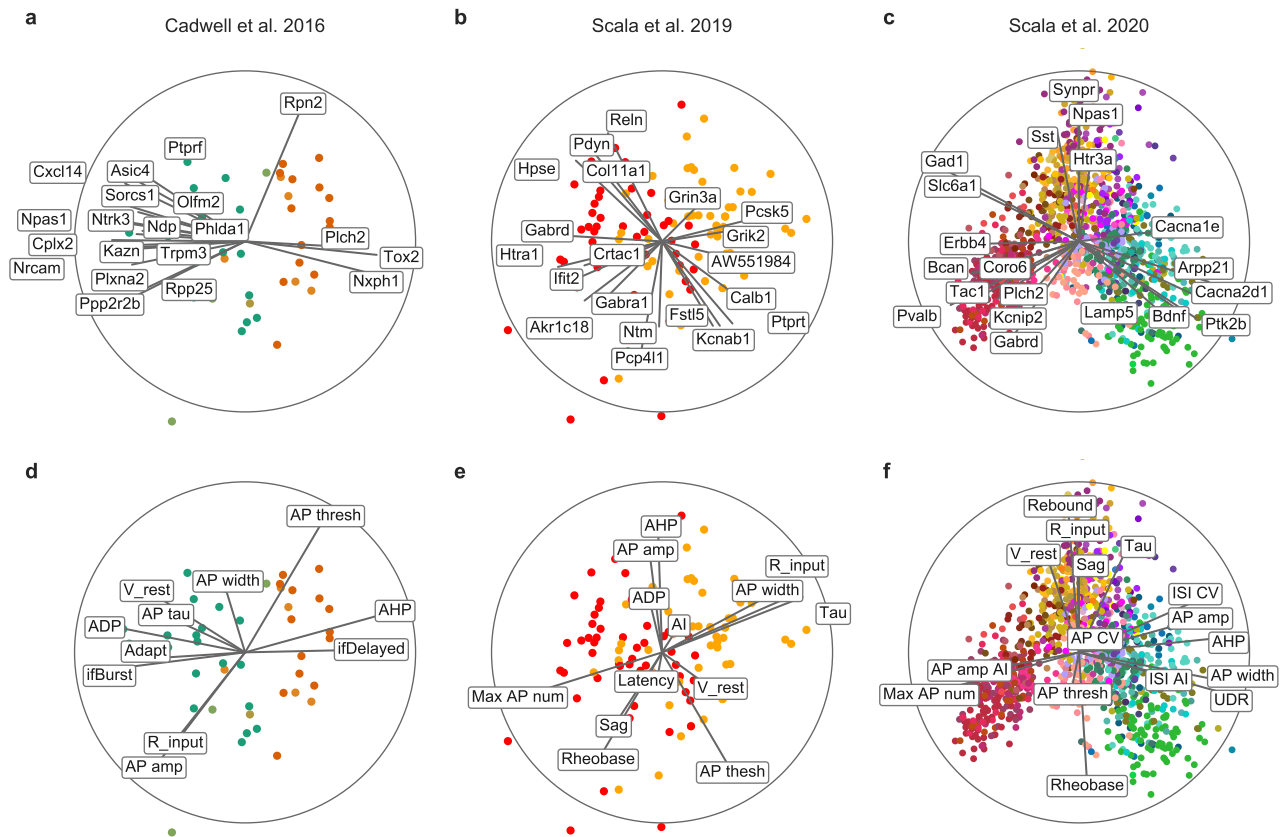 a
Cadwell et al. 2016
Rpn2
Ptprf
Cxcl14
Asic4
Sorcs1
Olfm2
Npas1
Ntrk3
Ndp
Phlda1
Cplx2
Kazn
Trpm3
Plch2
Nrcam
Tox2
Plxna2
Rpp25
Nxph1
Ppp2r2b
b
Scala et al. 2019
Reln
Pdyn
Hpse
Col11a1
Grin3a
Pcsk5
Gabrd
Grik2
Htra1
Crtac1
AW551984
Ifit2
Gabra1
Calb1
Akr1c18
Ntm
Fstl5
Ptprt
Pcp4l1
Kcnab1
c
Scala et al. 2020
Synpr
Npas1
Sst
Gad1
Htr3a
Slc6a1
Cacna1e
Erbb4
Bcan
Coro6
Arpp21
Tac1
Plch2
Cacna2d1
Pvalb
Kcnip2
Lamp5
Bdnf
Ptk2b
Gabrd
d
AP thresh
V_rest
AP width
AP tau
AHP
ADP
Adapt
ifDelayed
ifBurst
R_input
AP amp
e
AHP
AP amp
R_input
ADP
AP width
AI
Tau
Latency
V_rest
Max AP num
Sag
Rheobase
AP thesh
f
Rebound
R_input
V_rest
Tau
Sag
ISI CV
AP amp
AP CV
AHP
AP amp AI
ISI AI
AP width
Max AP num
AP thresh
UDR
Rheobase